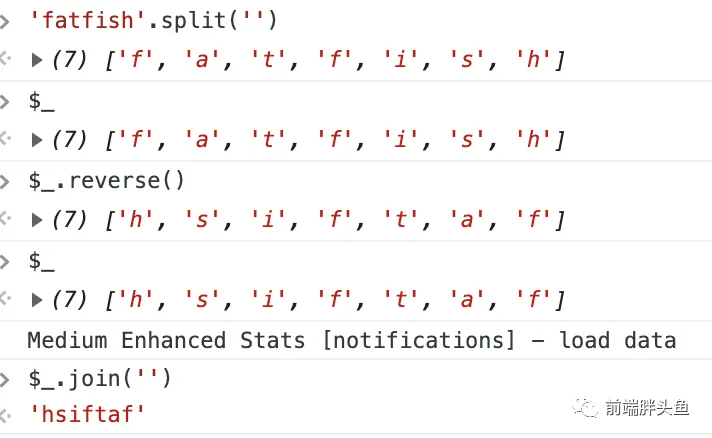 > 'fatfish'.split('')
<· ▶(7) ['f', 'a', 't', 'f', 'i', 's', 'h']
> $_
<· ▶(7) ['f', 'a', 't', 'f', 'i', 's', 'h']
> $_.reverse()
<· ▶(7) ['h', 's', 'i', 'f', 't', 'a', 'f']
> $_
<· ▶(7) ['h', 's', 'i', 'f', 't', 'a', 'f']
Medium Enhanced Stats [notifications] - load data
> $_.join('')
<· 'hsiftaf'
前端胖头鱼